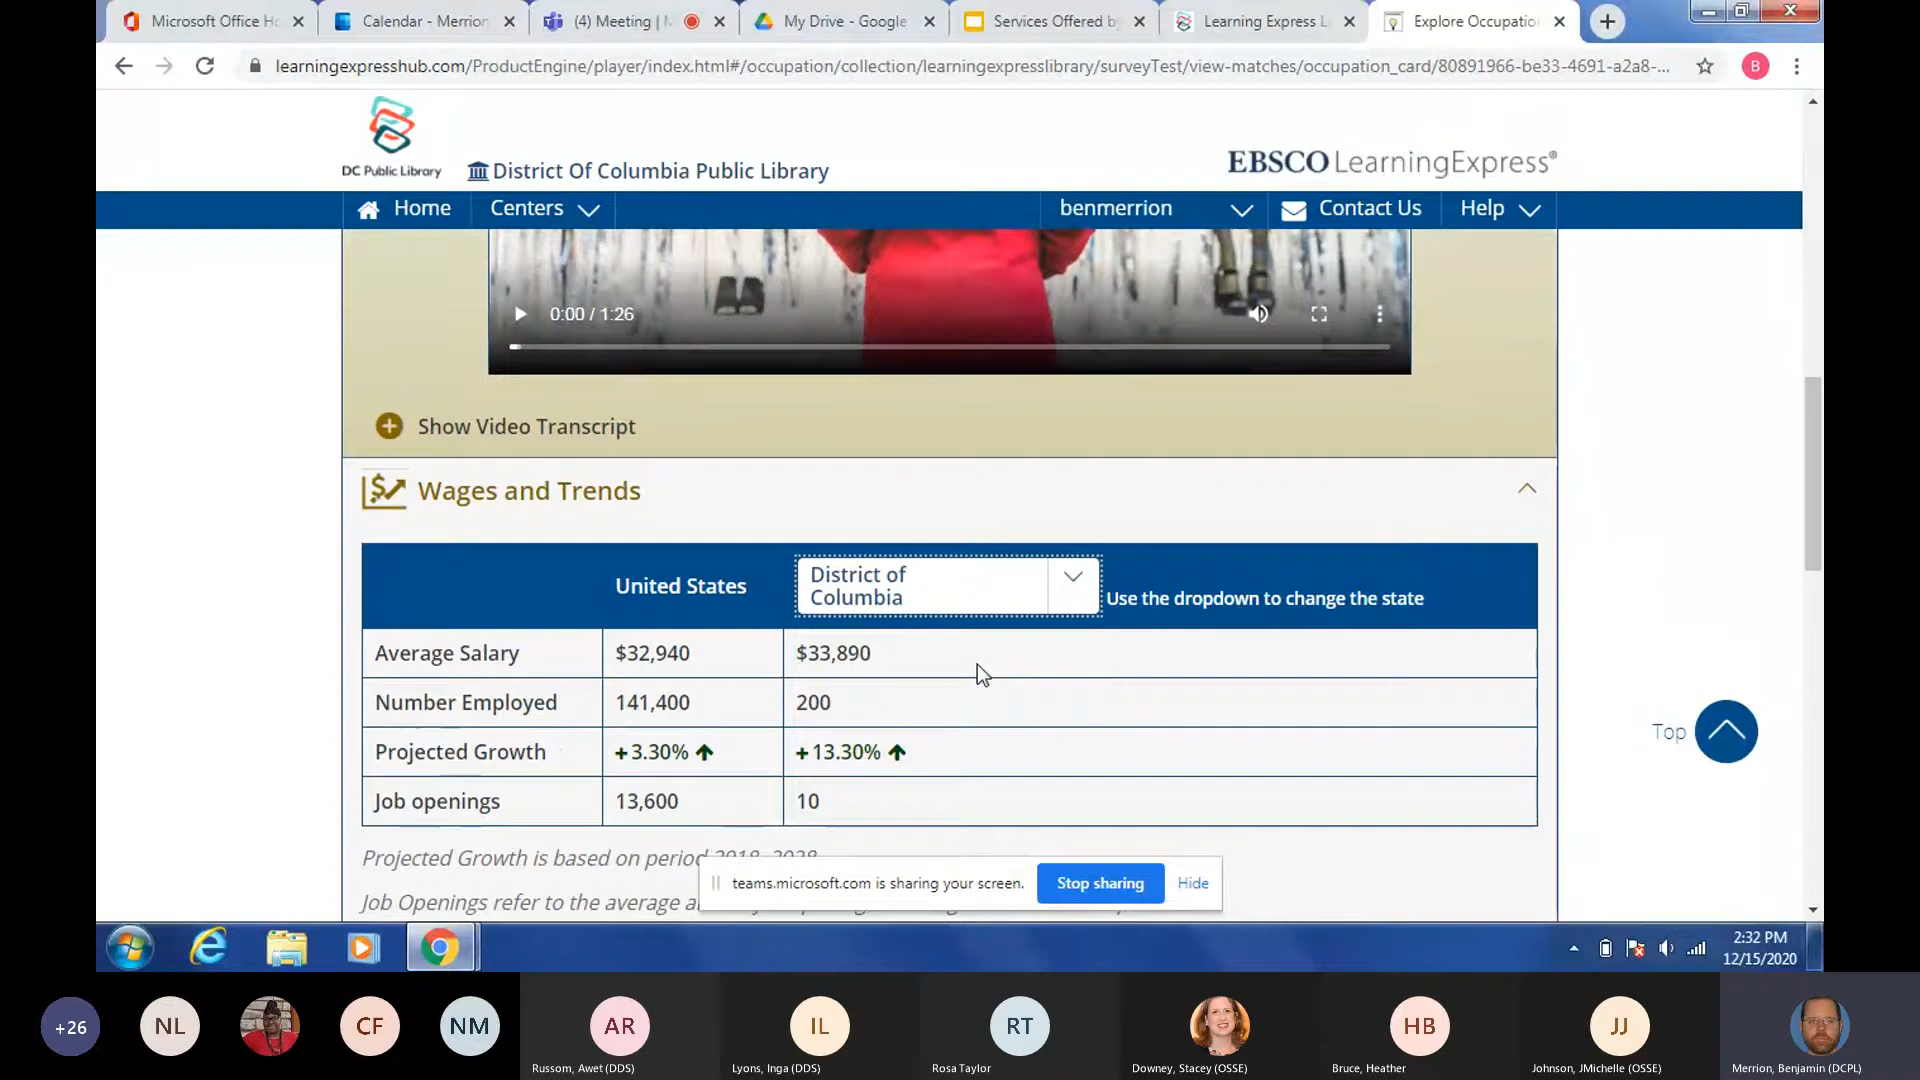 Microsoft Office Ho
Calendar - Merrion
(4) Meeting | M
My Drive - Google
Services Offered by
Learning Express L
Explore Occupatio
learningexpresshub.com/ProductEngine/player/index.html#/occupation/collection/learningexpresslibrary/surveyTest/view-matches/occupation_card/80891966-be33-4691-a2a8-...
B
DC Public Library
District Of Columbia Public Library
EBSCO LearningExpress®
Home
Centers
benmerrion
Contact Us
Help
0:00 / 1:26
Show Video Transcript
Wages and Trends
United States
District of
Columbia
Use the dropdown to change the state
Average Salary $32,940 $33,890
Number Employed 141,400 200
Projected Growth +3.30% +13.30%
Job openings 13,600 10
Top
Projected Growth is based on period 2018-2028
teams.microsoft.com is sharing your screen.
Stop sharing
Hide
Job Openings refer to the average
2:32 PM
12/15/2020
+26
NL
CF
NM
AR
IL
RT
HB
JJ
Russom, Awet (DDS)
Lyons, Inga (DDS)
Rosa Taylor
Downey, Stacey (OSSE)
Bruce, Heather
Johnson, JMichelle (OSSE)
Merrion, Benjamin (DCPL)